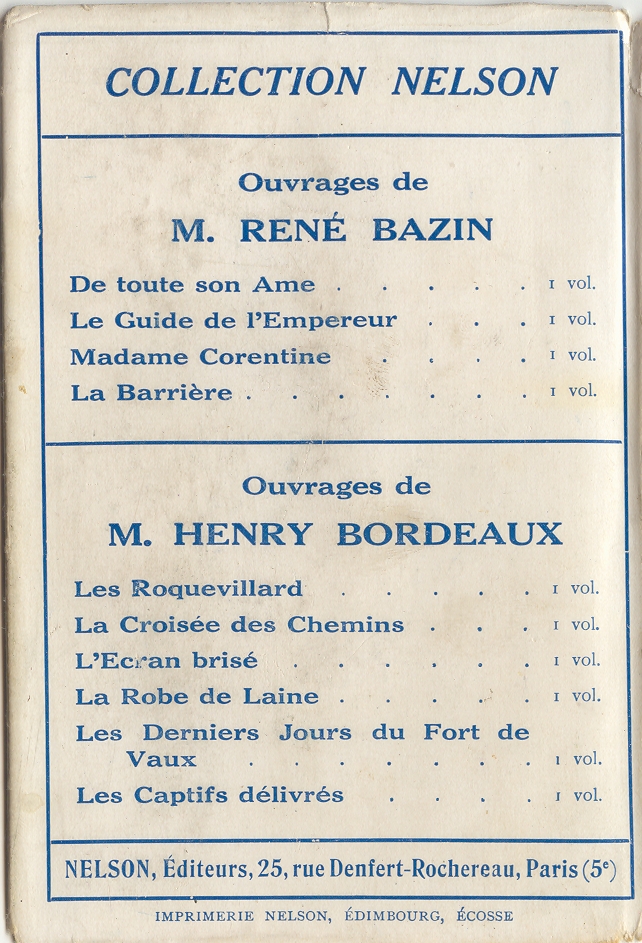 COLLECTION NELSON
Ouvrages de
M. RENÉ BAZIN
De toute son Ame . . . . . 1 vol.
Le Guide de l'Empereur . . . 1 vol.
Madame Corentine . . . . 1 vol.
La Barrière . . . . . . . 1 vol.
Ouvrages de
M. HENRY BORDEAUX
Les Roquevillard . . . . . 1 vol.
La Croisée des Chemins . . . 1 vol.
L'Ecran brisé . . . . . . 1 vol.
La Robe de Laine . . . . . 1 vol.
Les Derniers Jours du Fort de
Vaux . . . . . . . 1 vol.
Les Captifs délivrés . . . . 1 vol.
NELSON, Éditeurs, 25, rue Denfert-Rochereau, Paris (5e)
IMPRIMERIE NELSON, ÉDIMBOURG, ÉCOSSE